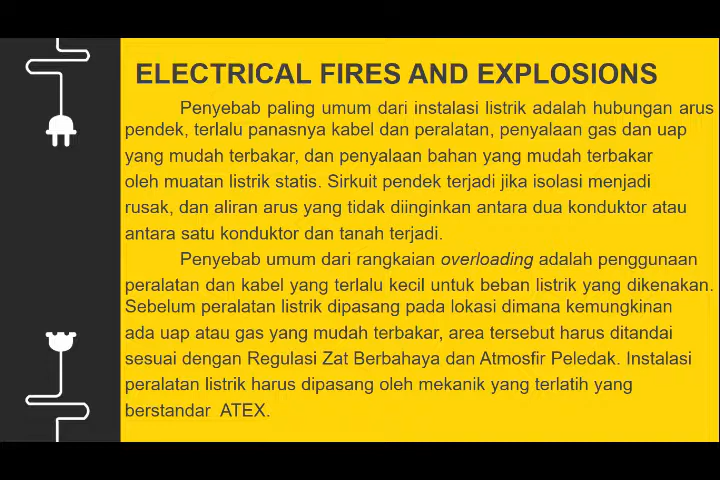 ELECTRICAL FIRES AND EXPLOSIONS
Penyebab paling umum dari instalasi listrik adalah hubungan arus
pendek, terlalu panasnya kabel dan peralatan, penyalaan gas dan uap
yang mudah terbakar, dan penyalaan bahan yang mudah terbakar
oleh muatan listrik statis. Sirkuit pendek terjadi jika isolasi menjadi
rusak, dan aliran arus yang tidak diinginkan antara dua konduktor atau
antara satu konduktor dan tanah terjadi.
Penyebab umum dari rangkaian overloading adalah penggunaan
peralatan dan kabel yang terlalu kecil untuk beban listrik yang dikenakan.
Sebelum peralatan listrik dipasang pada lokasi dimana kemungkinan
ada uap atau gas yang mudah terbakar, area tersebut harus ditandai
sesuai dengan Regulasi Zat Berbahaya dan Atmosfir Peledak. Instalasi
peralatan listrik harus dipasang oleh mekanik yang terlatih yang
berstandar ATEX.